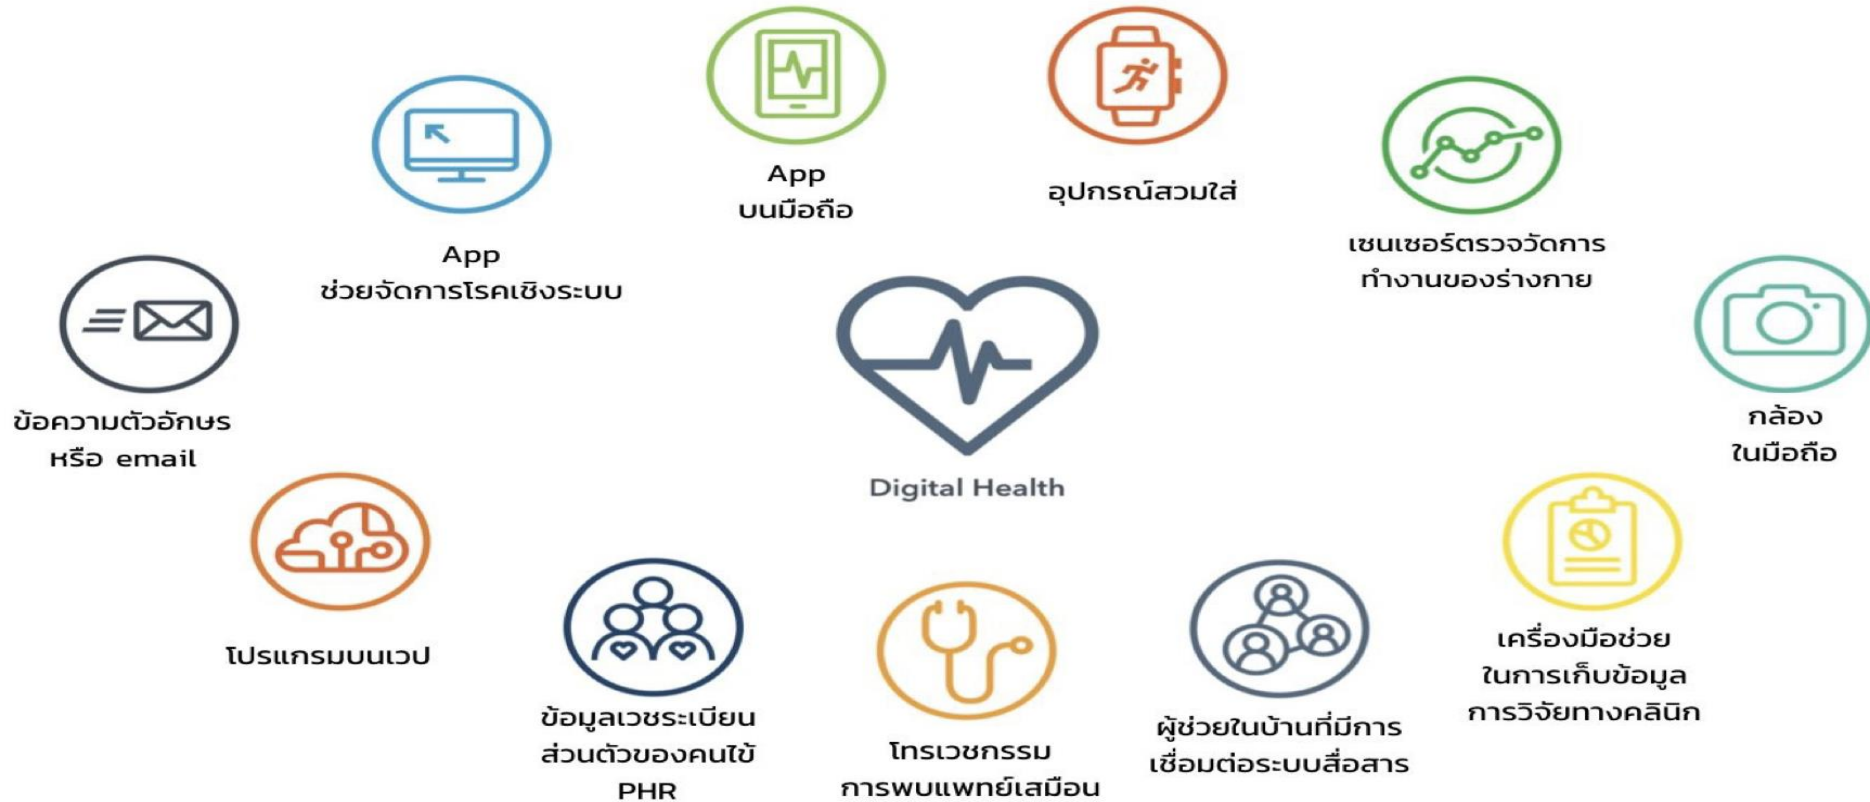 App
บนมือถือ
อุปกรณ์สวมใส่
App
ช่วยจัดการโรคเชิงระบบ
เซนเซอร์ตรวจวัดการ
ทำงานของร่างกาย
ข้อความตัวอักษร
หรือ email
กล้อง
ในมือถือ
Digital Health
โปรแกรมบนเวป
ข้อมูลเวชระเบียน
ส่วนตัวของคนไข้
PHR
โทรเวชกรรม
การพบแพทย์เสมือน
ผู้ช่วยในบ้านที่มีการ
เชื่อมต่อระบบสื่อสาร
เครื่องมือช่วย
ในการเก็บข้อมูล
การวิจัยทางคลินิก